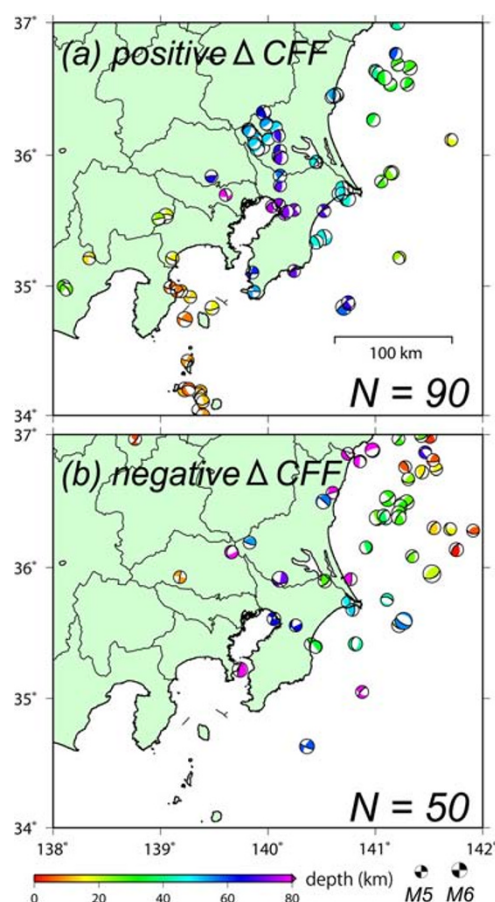 37°
(a) positive Δ CFF
36°
35°
100 km
N = 90
34°
37°
(b) negative Δ CFF
36°
35°
N = 50
34°
138° 139° 140° 141° 142°
depth (km)
0 20 40 60 80
M5 M6